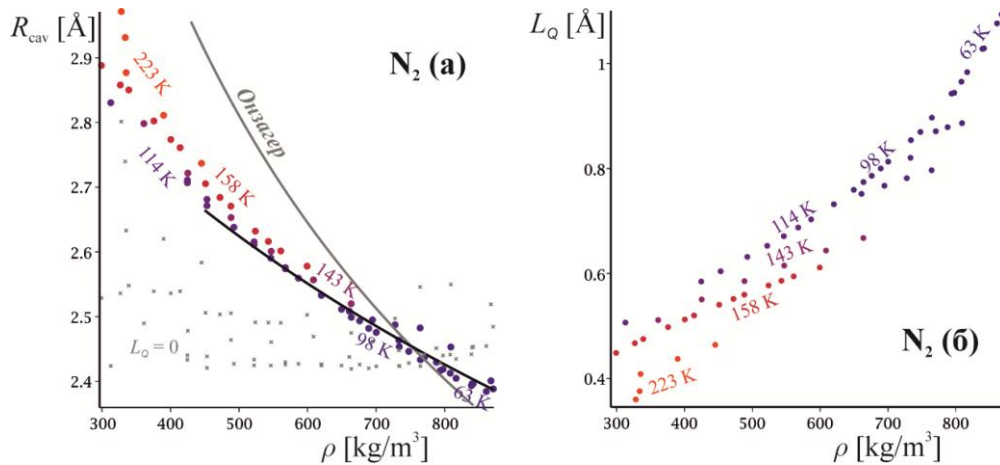 R_cav [Å]
N₂ (a)
2.9
2.8
2.7
2.6
2.5
2.4
223 K
114 K
158 K
Онзагер
143 K
98 K
63 K
L_Q = 0
300 400 500 600 700 800
ρ [kg/m³]
L_Q [Å]
1
0.8
0.6
0.4
63 K
98 K
114 K
143 K
158 K
223 K
N₂ (б)
300 400 500 600 700 800
ρ [kg/m³]